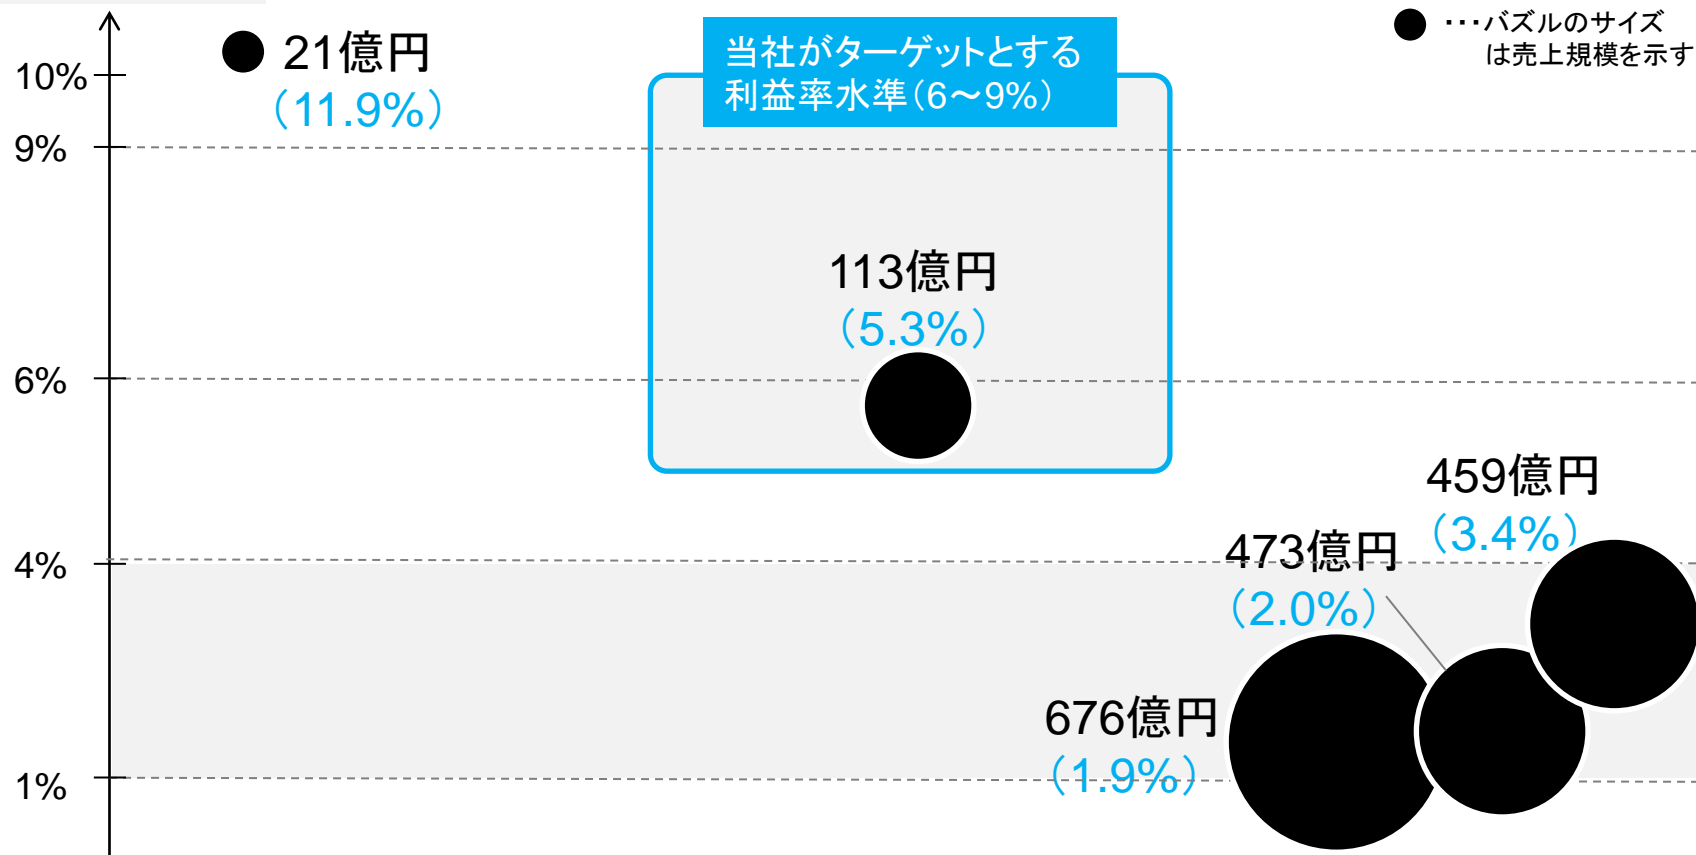 21億円
(11.9%)
当社がターゲットとする
利益率水準(6～9%)
･･･バズルのサイズ
は売上規模を示す
10%
9%
113億円
(5.3%)
6%
459億円
(3.4%)
473億円
(2.0%)
4%
676億円
(1.9%)
1%